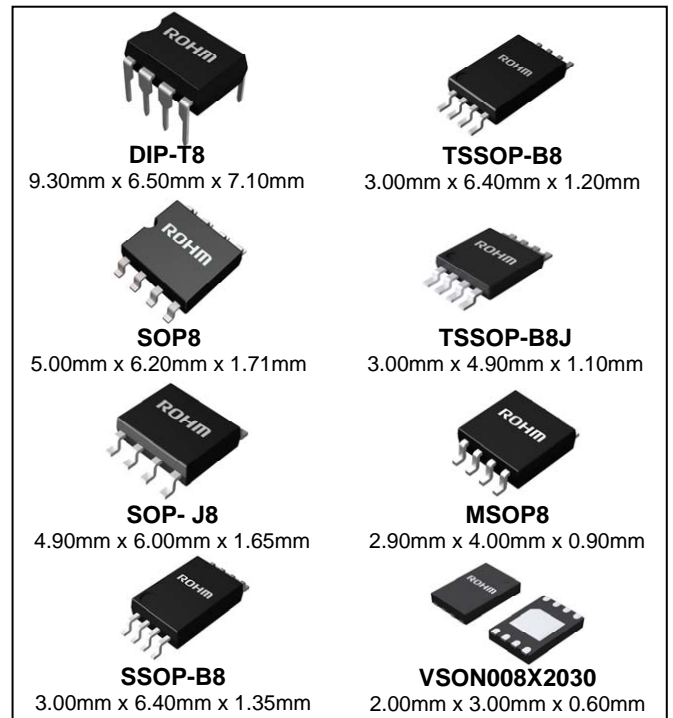 ROHM
DIP-T8
9.30mm x 6.50mm x 7.10mm
ROHM
TSSOP-B8
3.00mm x 6.40mm x 1.20mm
ROHM
SOP8
5.00mm x 6.20mm x 1.71mm
ROHM
TSSOP-B8J
3.00mm x 4.90mm x 1.10mm
ROHM
SOP- J8
4.90mm x 6.00mm x 1.65mm
ROHM
MSOP8
2.90mm x 4.00mm x 0.90mm
ROHM
SSOP-B8
3.00mm x 6.40mm x 1.35mm
ROHM
VSON008X2030
2.00mm x 3.00mm x 0.60mm